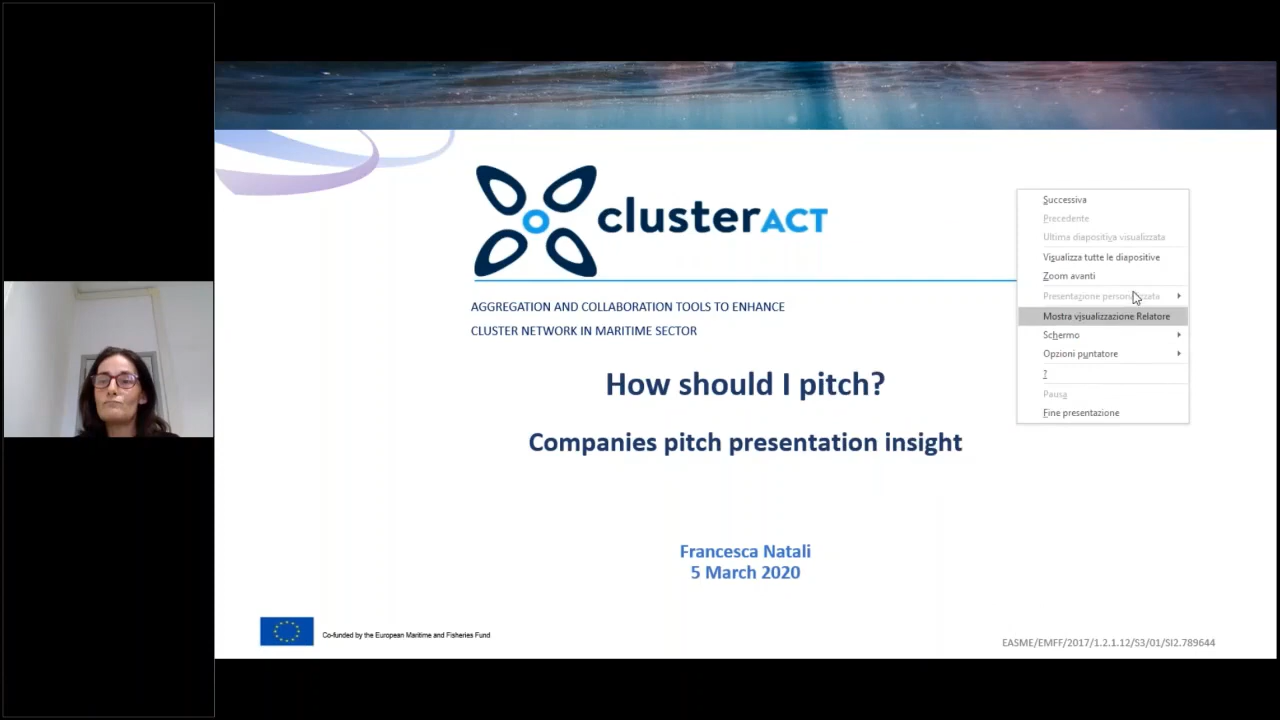 clusterACT
AGGREGATION AND COLLABORATION TOOLS TO ENHANCE
CLUSTER NETWORK IN MARITIME SECTOR
How should I pitch?
Companies pitch presentation insight
Francesca Natali
5 March 2020
Co-funded by the European Maritime and Fisheries Fund
EASME/EMFF/2017/1.2.1.12/S3/01/SI2.789644
Successiva
Precedente
Ultima diapositiva visualizzata
Visualizza tutte le diapositive
Zoom avanti
Presentazione personalizzata
Mostra visualizzazione Relatore
Schermo
Opzioni puntatore
?
Pausa
Fine presentazione